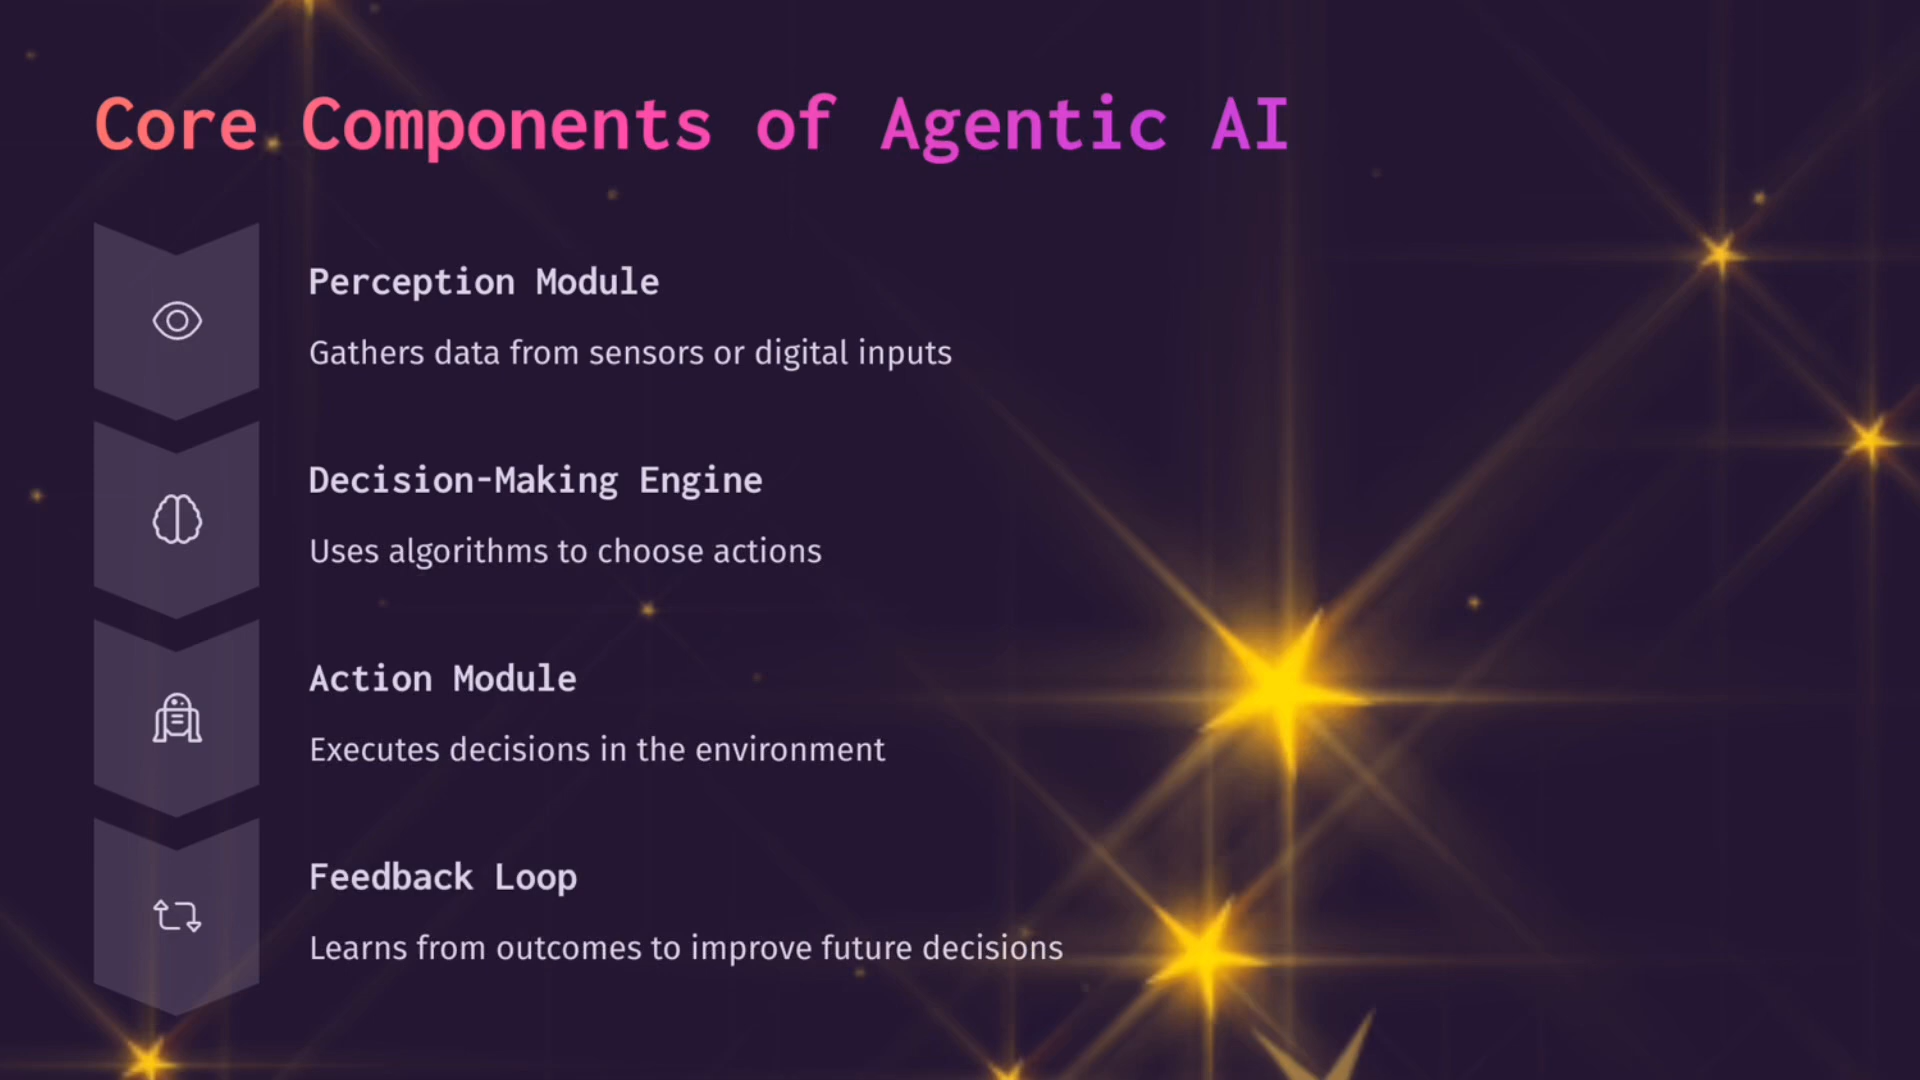 Core Components of Agentic AI
Perception Module
Gathers data from sensors or digital inputs
Decision-Making Engine
Uses algorithms to choose actions
Action Module
Executes decisions in the environment
Feedback Loop
Learns from outcomes to improve future decisions